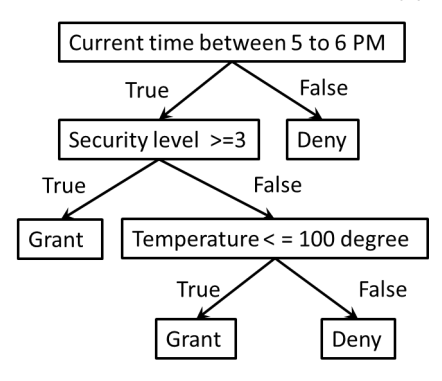 Current time between 5 to 6 PM
True
False
Security level >=3
Deny
True
False
Grant
Temperature < = 100 degree
True
False
Grant
Deny